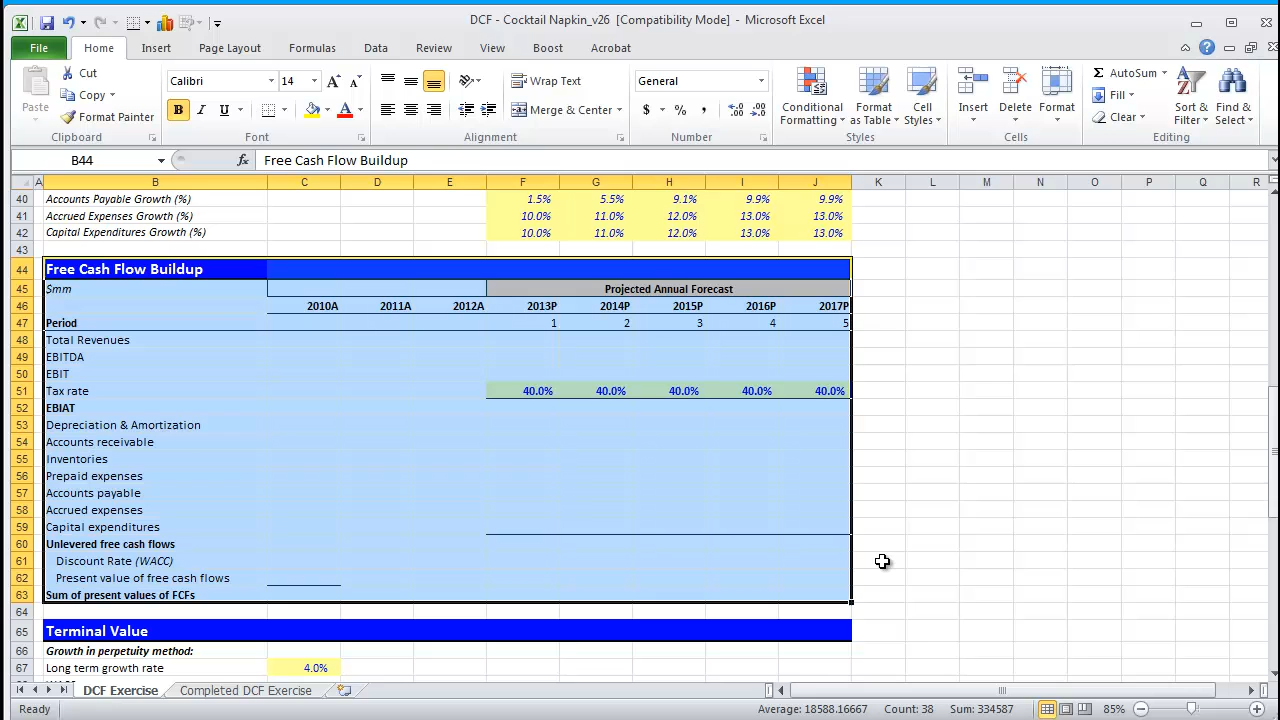 DCF - Cocktail Napkin_v26 [Compatibility Mode] - Microsoft Excel
File Home Insert Page Layout Formulas Data Review View Boost Acrobat
Paste Cut Copy Format Painter
Calibri 14 A A B I U A
Wrap Text Merge & Center
General $ % ,
Conditional Formatting Format as Table Cell Styles
Insert Delete Format
Σ AutoSum Fill Clear Sort & Filter Find & Select
Clipboard Font Alignment Number Styles Cells Editing
B44 fx Free Cash Flow Buildup
A B C D E F G H I J K L M N O P Q R
40 Accounts Payable Growth (%) 1.5% 5.5% 9.1% 9.9% 9.9%
41 Accrued Expenses Growth (%) 10.0% 11.0% 12.0% 13.0% 13.0%
42 Capital Expenditures Growth (%) 10.0% 11.0% 12.0% 13.0% 13.0%
43
44 Free Cash Flow Buildup
45 $mm Projected Annual Forecast
46 2010A 2011A 2012A 2013P 2014P 2015P 2016P 2017P
47 Period 1 2 3 4 5
48 Total Revenues
49 EBITDA
50 EBIT
51 Tax rate 40.0% 40.0% 40.0% 40.0% 40.0%
52 EBIAT
53 Depreciation & Amortization
54 Accounts receivable
55 Inventories
56 Prepaid expenses
57 Accounts payable
58 Accrued expenses
59 Capital expenditures
60 Unlevered free cash flows
61 Discount Rate (WACC)
62 Present value of free cash flows
63 Sum of present values of FCFs
64
65 Terminal Value
66 Growth in perpetuity method:
67 Long term growth rate 4.0%
DCF Exercise Completed DCF Exercise
Ready Average: 18588.16667 Count: 38 Sum: 334587 85%